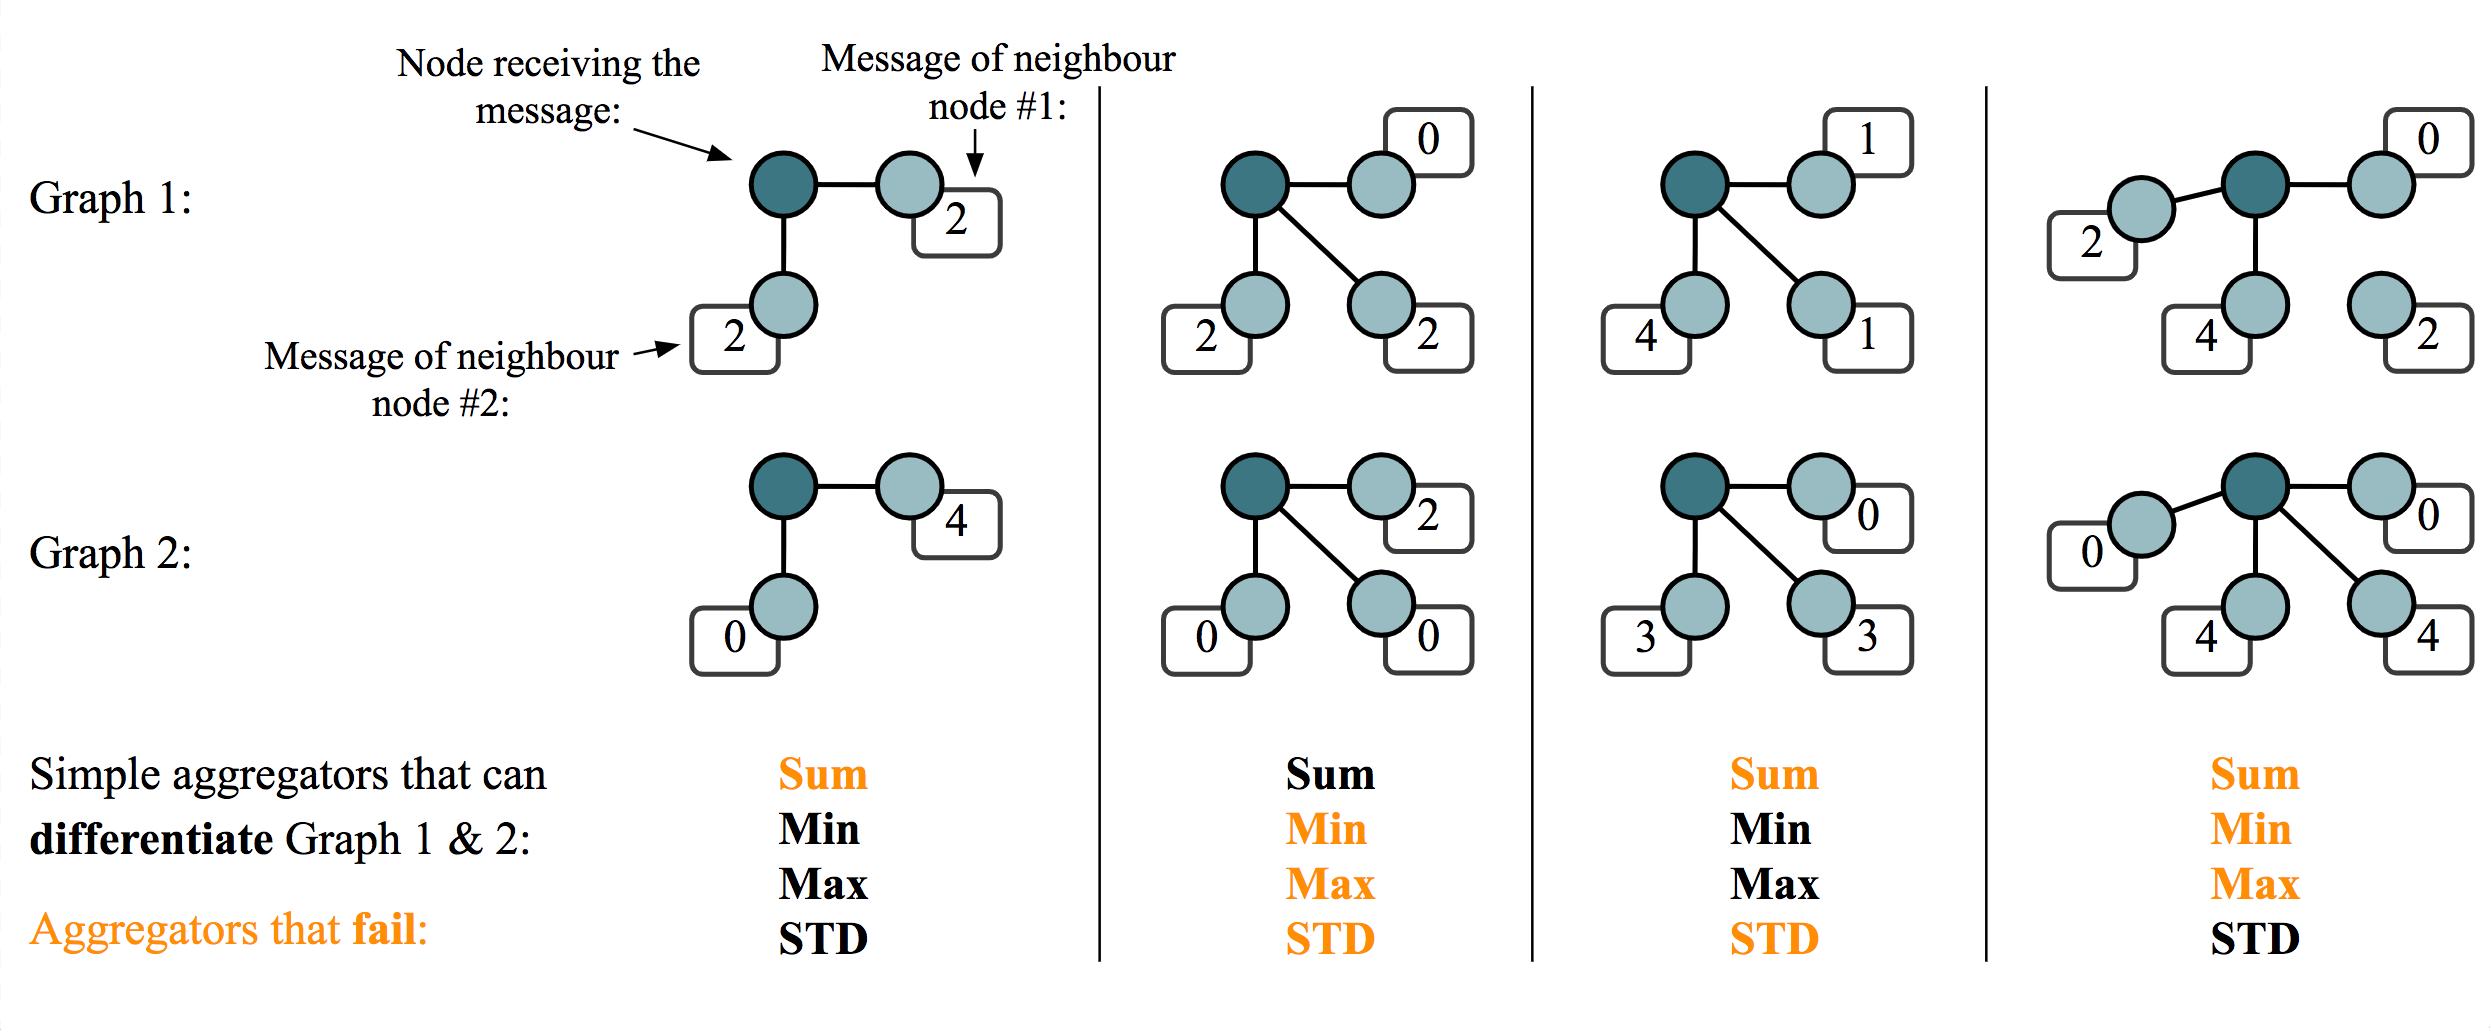 Node receiving the
message:
Message of neighbour
node #1:
Graph 1:
2
2
Message of neighbour
node #2:
0
2
2
1
4
1
0
2
4
2
Graph 2:
4
0
2
0
0
0
3
3
0
0
4
4
Simple aggregators that can
differentiate Graph 1 & 2:
Aggregators that fail:
Sum
Min
Max
STD
Sum
Min
Max
STD
Sum
Min
Max
STD
Sum
Min
Max
STD